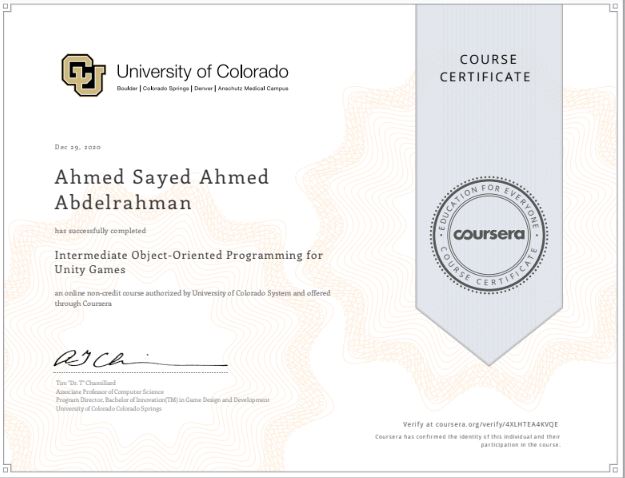 CU
University of Colorado
Boulder | Colorado Springs | Denver | Anschutz Medical Campus
COURSE
CERTIFICATE
Dec 29, 2020
Ahmed Sayed Ahmed
Abdelrahman
has successfully completed
Intermediate Object-Oriented Programming for
Unity Games
an online non-credit course authorized by University of Colorado System and offered
through Coursera
EDUCATION FOR EVERYONE
coursera
COURSE CERTIFICATE
Tim "Dr. T" Chamillard
Associate Professor of Computer Science
Program Director, Bachelor of Innovation(TM) in Game Design and Development
University of Colorado Colorado Springs
Verify at coursera.org/verify/4XLHTEA4KVQE
Coursera has confirmed the identity of this individual and their
participation in the course.